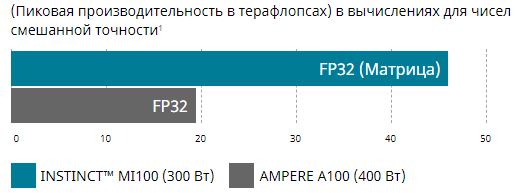 (Пиковая производительность в терафлопсах) в вычислениях для чисел
смешанной точности¹
FP32 (Матрица)
FP32
0 10 20 30 40 50
INSTINCT™ MI100 (300 Вт) AMPERE A100 (400 Вт)